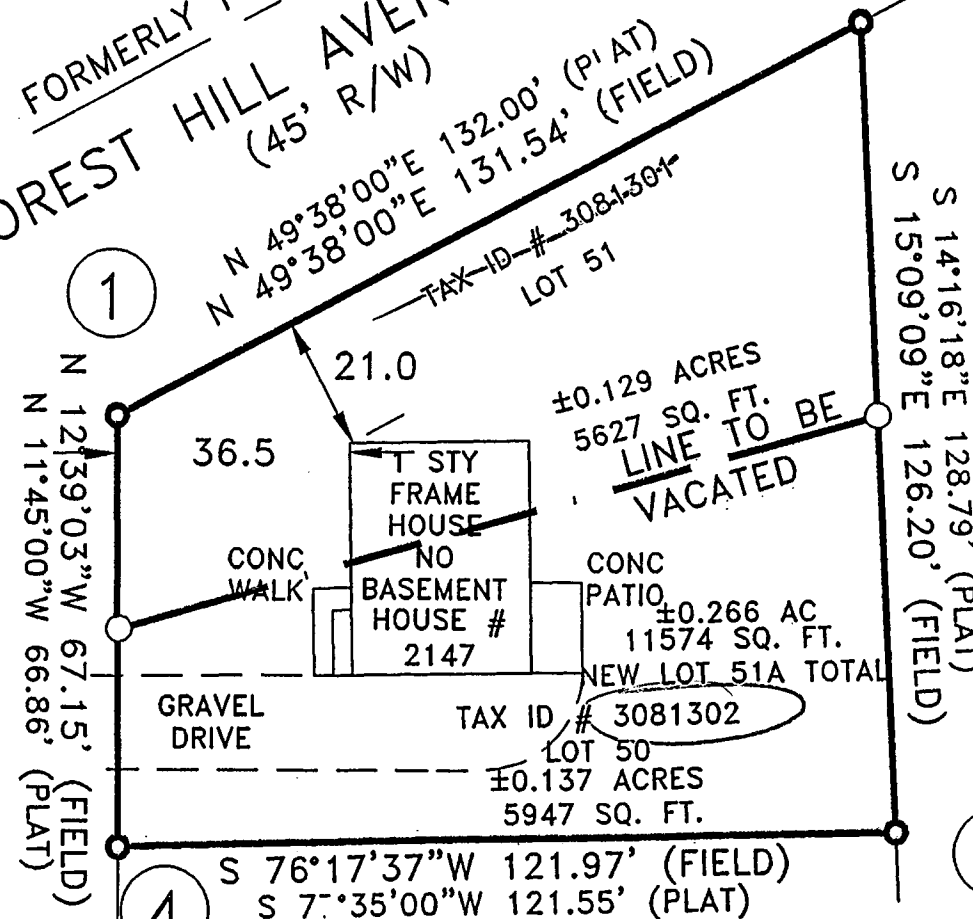 FORMERLY
FOREST HILL AVEN
(45' R/W)
N 49°38'00"E 132.00' (PLAT)
N 49°38'00"E 131.54' (FIELD)
TAX ID # 3081301
LOT 51
1
21.0
36.5
±0.129 ACRES
5627 SQ. FT.
LINE TO BE
VACATED
S 14°16'18"E 128.79' (PLAT)
S 15°09'09"E 126.20' (FIELD)
N 12°39'03"W 67.15' (FIELD)
N 11°45'00"W 66.86' (PLAT)
1 STY
FRAME
HOUSE
NO
BASEMENT
HOUSE #
2147
CONC
WALK
CONC
PATIO
±0.266 AC
11574 SQ. FT.
NEW LOT 51A TOTAL
GRAVEL
DRIVE
TAX ID # 3081302
LOT 50
±0.137 ACRES
5947 SQ. FT.
S 76°17'37"W 121.97' (FIELD)
S 35'00"W 121.55' (PLAT)
4